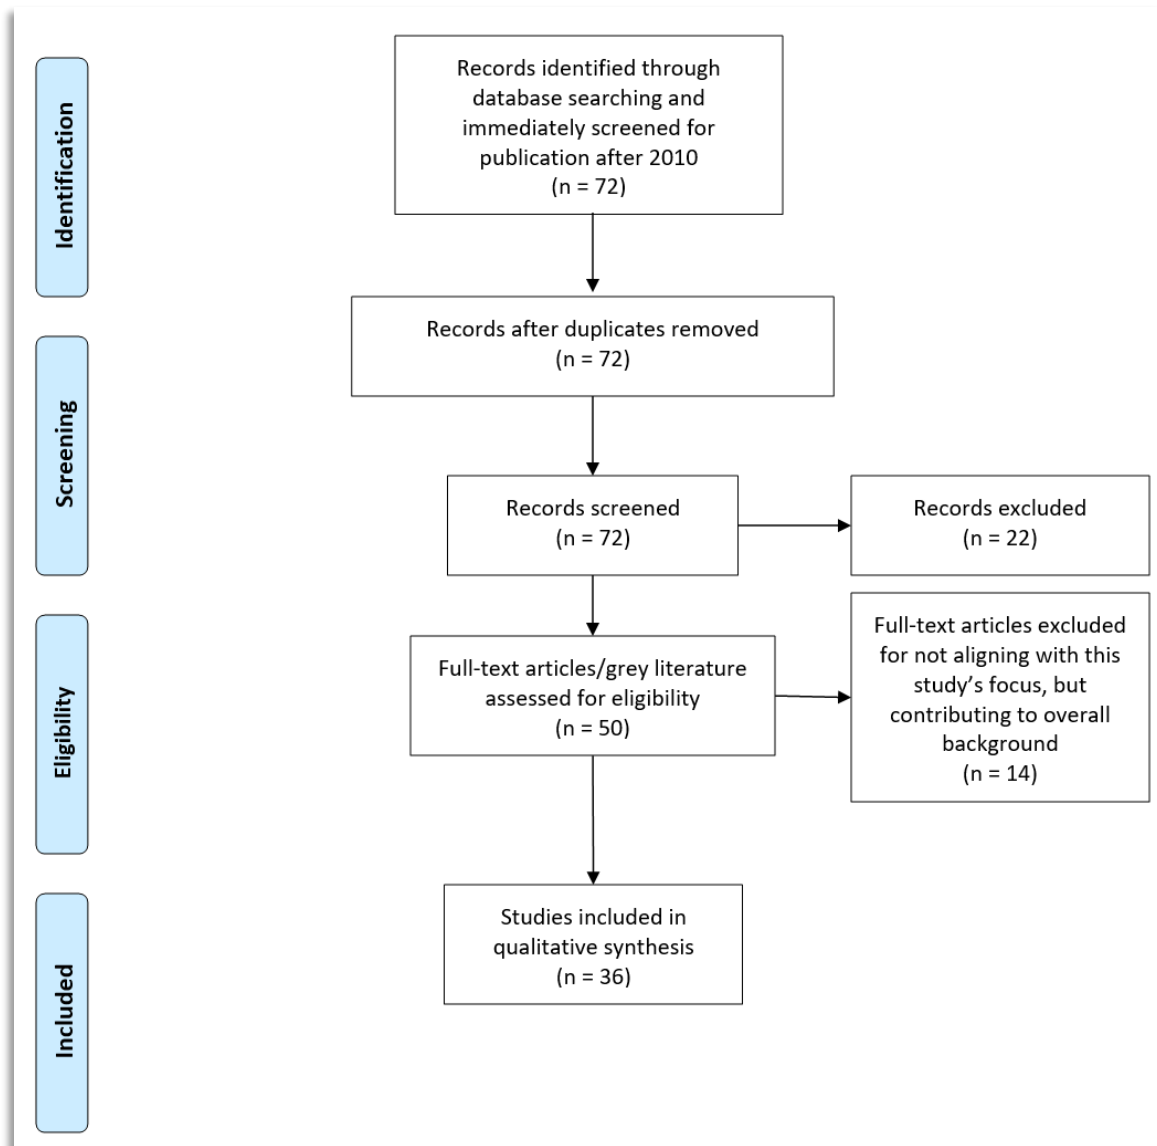 Identification
Records identified through
database searching and
immediately screened for
publication after 2010
(n = 72)
Records after duplicates removed
(n = 72)
Screening
Records screened
(n = 72)
Records excluded
(n = 22)
Eligibility
Full-text articles/grey literature
assessed for eligibility
(n = 50)
Full-text articles excluded
for not aligning with this
study’s focus, but
contributing to overall
background
(n = 14)
Included
Studies included in
qualitative synthesis
(n = 36)